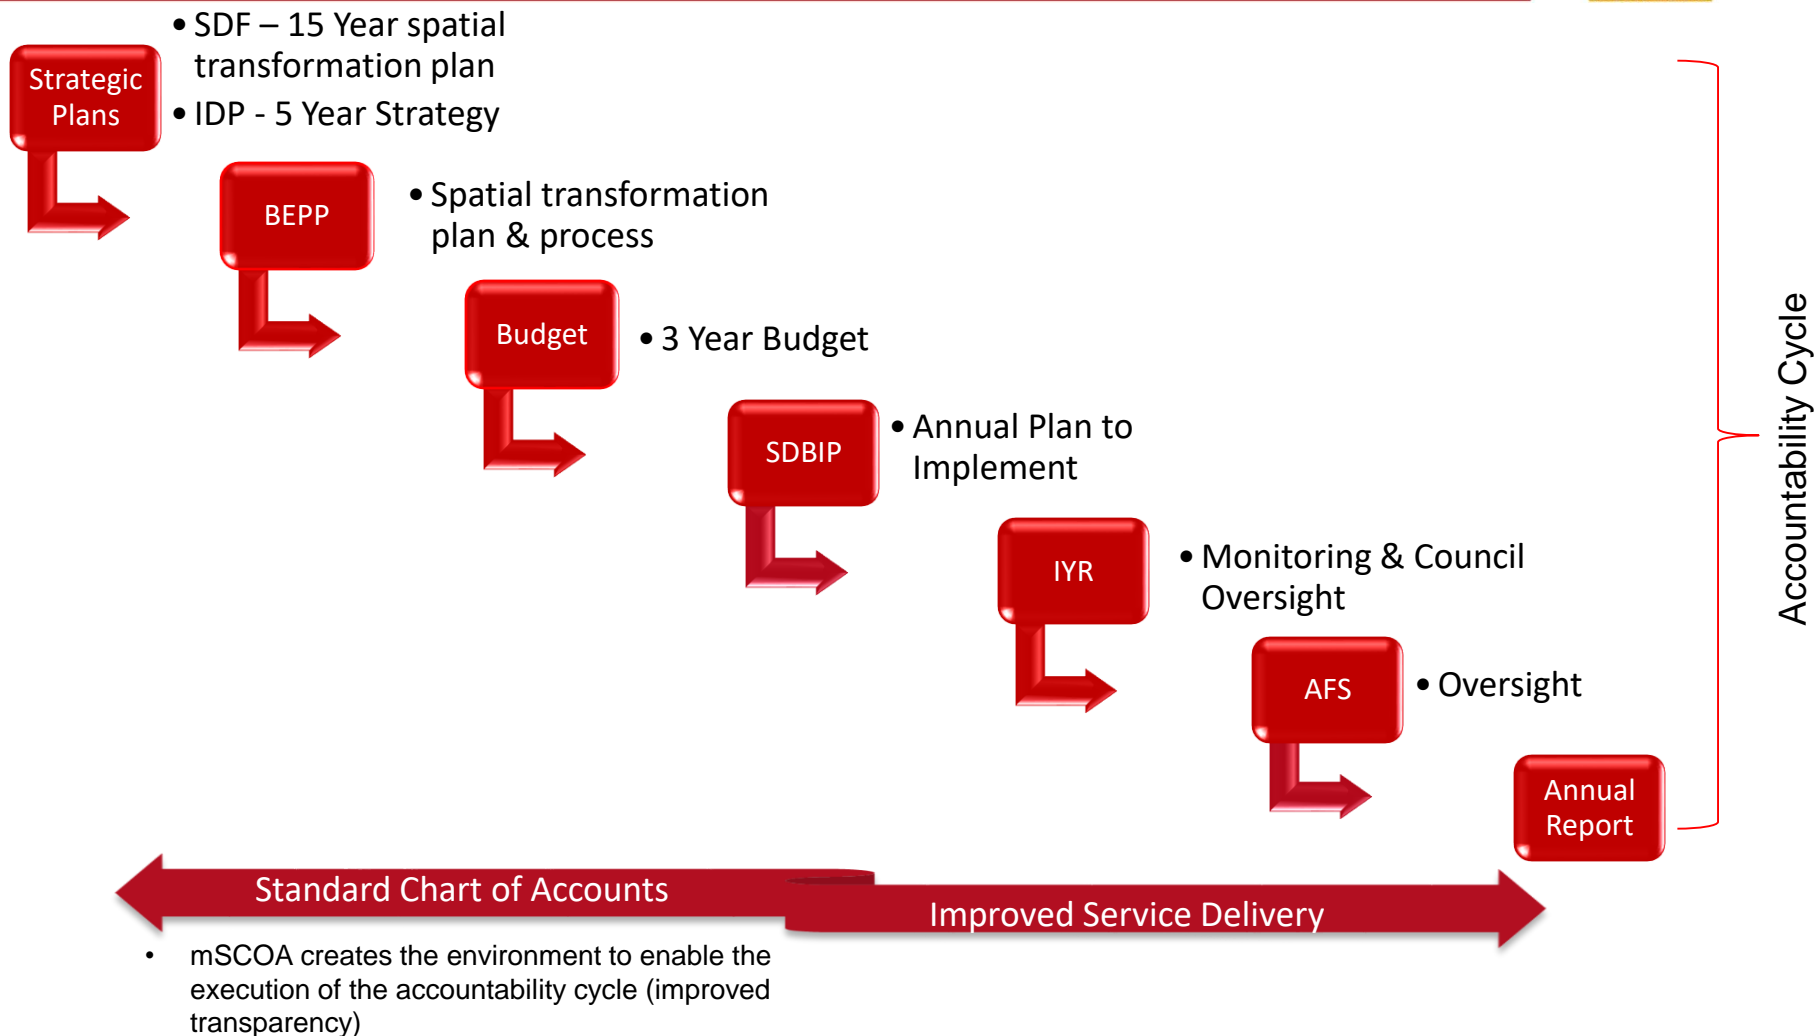 • SDF – 15 Year spatial
transformation plan
• IDP - 5 Year Strategy
Strategic
Plans
BEPP
• Spatial transformation
plan & process
Budget
• 3 Year Budget
SDBIP
• Annual Plan to
Implement
IYR
• Monitoring & Council
Oversight
AFS
• Oversight
Annual
Report
Accountability Cycle
Standard Chart of Accounts
Improved Service Delivery
• mSCOA creates the environment to enable the
execution of the accountability cycle (improved
transparency)